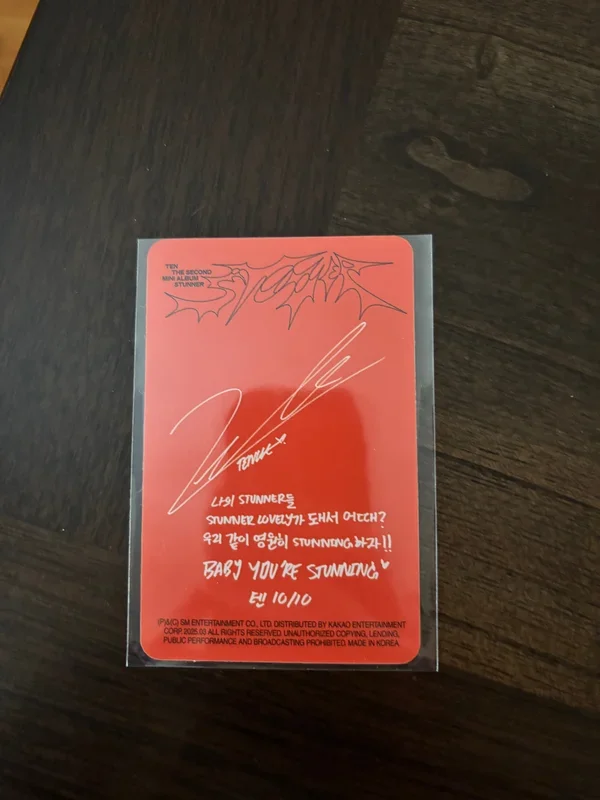 TEN
THE SECOND
MINI ALBUM
STUNNER
STUNNER
나의 STUNNER들
STUNNER LOVELY가 돼서 어때?
우리 같이 영원히 STUNNING하자!!
BABY YOU'RE STUNNING
텐 10/10
(P)&(C) SM ENTERTAINMENT CO., LTD. DISTRIBUTED BY KAKAO ENTERTAINMENT
CORP. 2025.03 ALL RIGHTS RESERVED. UNAUTHORIZED COPYING, LENDING,
PUBLIC PERFORMANCE AND BROADCASTING PROHIBITED. MADE IN KOREA.